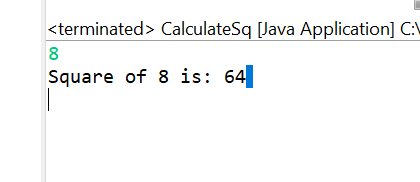 <terminated> CalculateSq [Java Application] C:\
8
Square of 8 is: 64